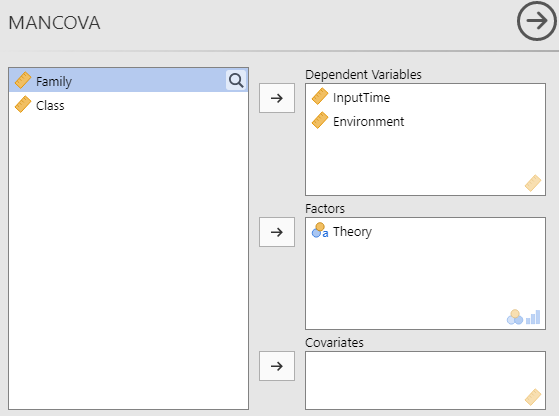 MANCOVA
Family
Class
Dependent Variables
InputTime
Environment
Factors
a Theory
Covariates